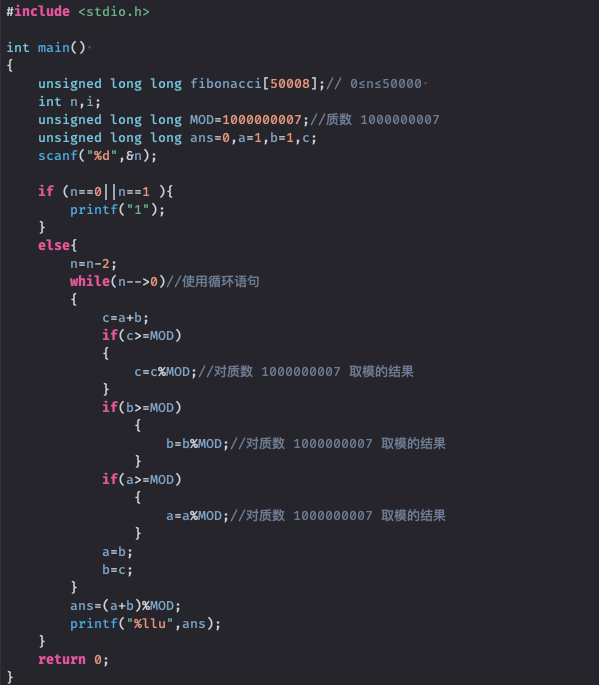 #include <stdio.h>
int main()
{
    unsigned long long fibonacci[50008];// 0≤n≤50000
    int n,i;
    unsigned long long MOD=1000000007;//质数 1000000007
    unsigned long long ans=0,a=1,b=1,c;
    scanf("%d",&n);
    if (n==0||n==1 ){
        printf("1");
    }
    else{
        n=n-2;
        while(n-->0)//使用循环语句
        {
            c=a+b;
            if(c>=MOD)
            {
                c=c%MOD;//对质数 1000000007 取模的结果
            }
            if(b>=MOD)
                {
                    b=b%MOD;//对质数 1000000007 取模的结果
                }
            if(a>=MOD)
                {
                    a=a%MOD;//对质数 1000000007 取模的结果
                }
            a=b;
            b=c;
        }
        ans=(a+b)%MOD;
        printf("%llu",ans);
    }
    return 0;
}